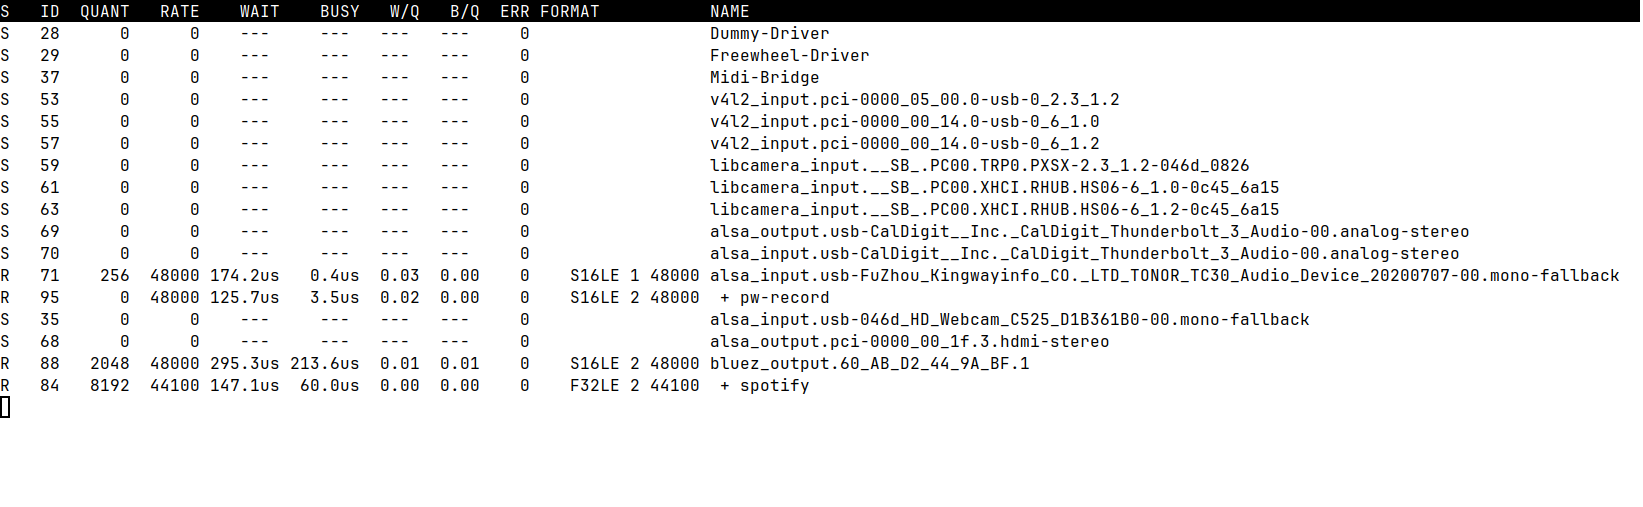 S   ID  QUANT   RATE    WAIT    BUSY   W/Q   B/Q  ERR FORMAT           NAME
S   28      0      0    ---     ---   ---   ---     0                  Dummy-Driver
S   29      0      0    ---     ---   ---   ---     0                  Freewheel-Driver
S   37      0      0    ---     ---   ---   ---     0                  Midi-Bridge
S   53      0      0    ---     ---   ---   ---     0                  v4l2_input.pci-0000_05_00.0-usb-0_2.3_1.2
S   55      0      0    ---     ---   ---   ---     0                  v4l2_input.pci-0000_00_14.0-usb-0_6_1.0
S   57      0      0    ---     ---   ---   ---     0                  v4l2_input.pci-0000_00_14.0-usb-0_6_1.2
S   59      0      0    ---     ---   ---   ---     0                  libcamera_input.__SB_.PC00.TRP0.PXSX-2.3_1.2-046d_0826
S   61      0      0    ---     ---   ---   ---     0                  libcamera_input.__SB_.PC00.XHCI.RHUB.HS06-6_1.0-0c45_6a15
S   63      0      0    ---     ---   ---   ---     0                  libcamera_input.__SB_.PC00.XHCI.RHUB.HS06-6_1.2-0c45_6a15
S   69      0      0    ---     ---   ---   ---     0                  alsa_output.usb-CalDigit__Inc._CalDigit_Thunderbolt_3_Audio-00.analog-stereo
S   70      0      0    ---     ---   ---   ---     0                  alsa_input.usb-CalDigit__Inc._CalDigit_Thunderbolt_3_Audio-00.analog-stereo
R   71    256  48000 174.2us   0.4us  0.03  0.00    0    S16LE 1 48000 alsa_input.usb-FuZhou_Kingwayinfo_CO._LTD_TONOR_TC30_Audio_Device_20200707-00.mono-fallback
R   95      0  48000 125.7us   3.5us  0.02  0.00    0    S16LE 2 48000  + pw-record
S   35      0      0    ---     ---   ---   ---     0                  alsa_input.usb-046d_HD_Webcam_C525_D1B361B0-00.mono-fallback
S   68      0      0    ---     ---   ---   ---     0                  alsa_output.pci-0000_00_1f.3.hdmi-stereo
R   88   2048  48000 295.3us 213.6us  0.01  0.01    0    S16LE 2 48000 bluez_output.60_AB_D2_44_9A_BF.1
R   84   8192  44100 147.1us  60.0us  0.00  0.00    0    F32LE 2 44100  + spotify